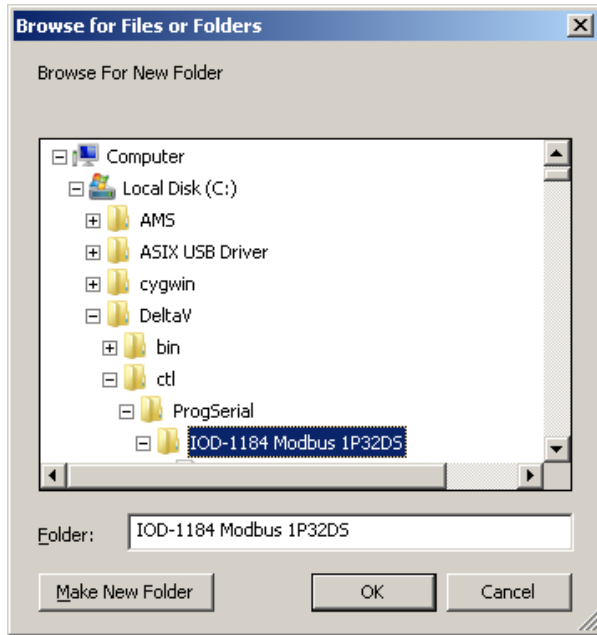 Browse for Files or Folders
Browse For New Folder
Computer
Local Disk (C:)
AMS
ASIX USB Driver
cygwin
DeltaV
bin
ctl
ProgSerial
IOD-1184 Modbus 1P32DS
Folder: IOD-1184 Modbus 1P32DS
Make New Folder OK Cancel